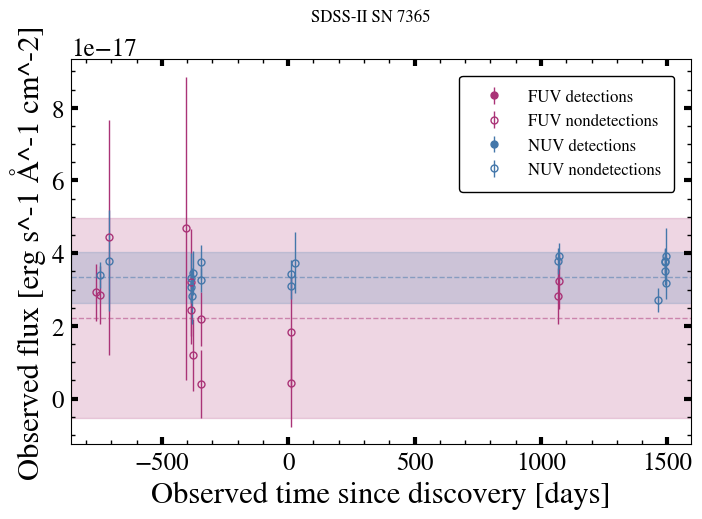 SDSS-II SN 7365
1e−17
FUV detections
FUV nondetections
NUV detections
NUV nondetections
8
6
4
2
0
Observed flux [erg s^-1 Å^-1 cm^-2]
−500 0 500 1000 1500
Observed time since discovery [days]